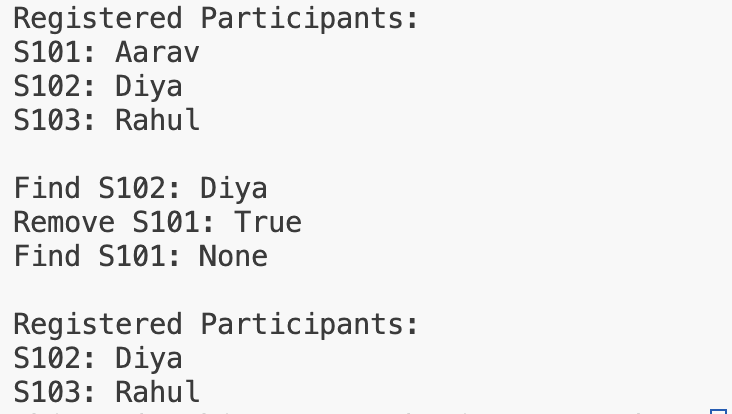 Registered Participants:
S101: Aarav
S102: Diya
S103: Rahul

Find S102: Diya
Remove S101: True
Find S101: None

Registered Participants:
S102: Diya
S103: Rahul